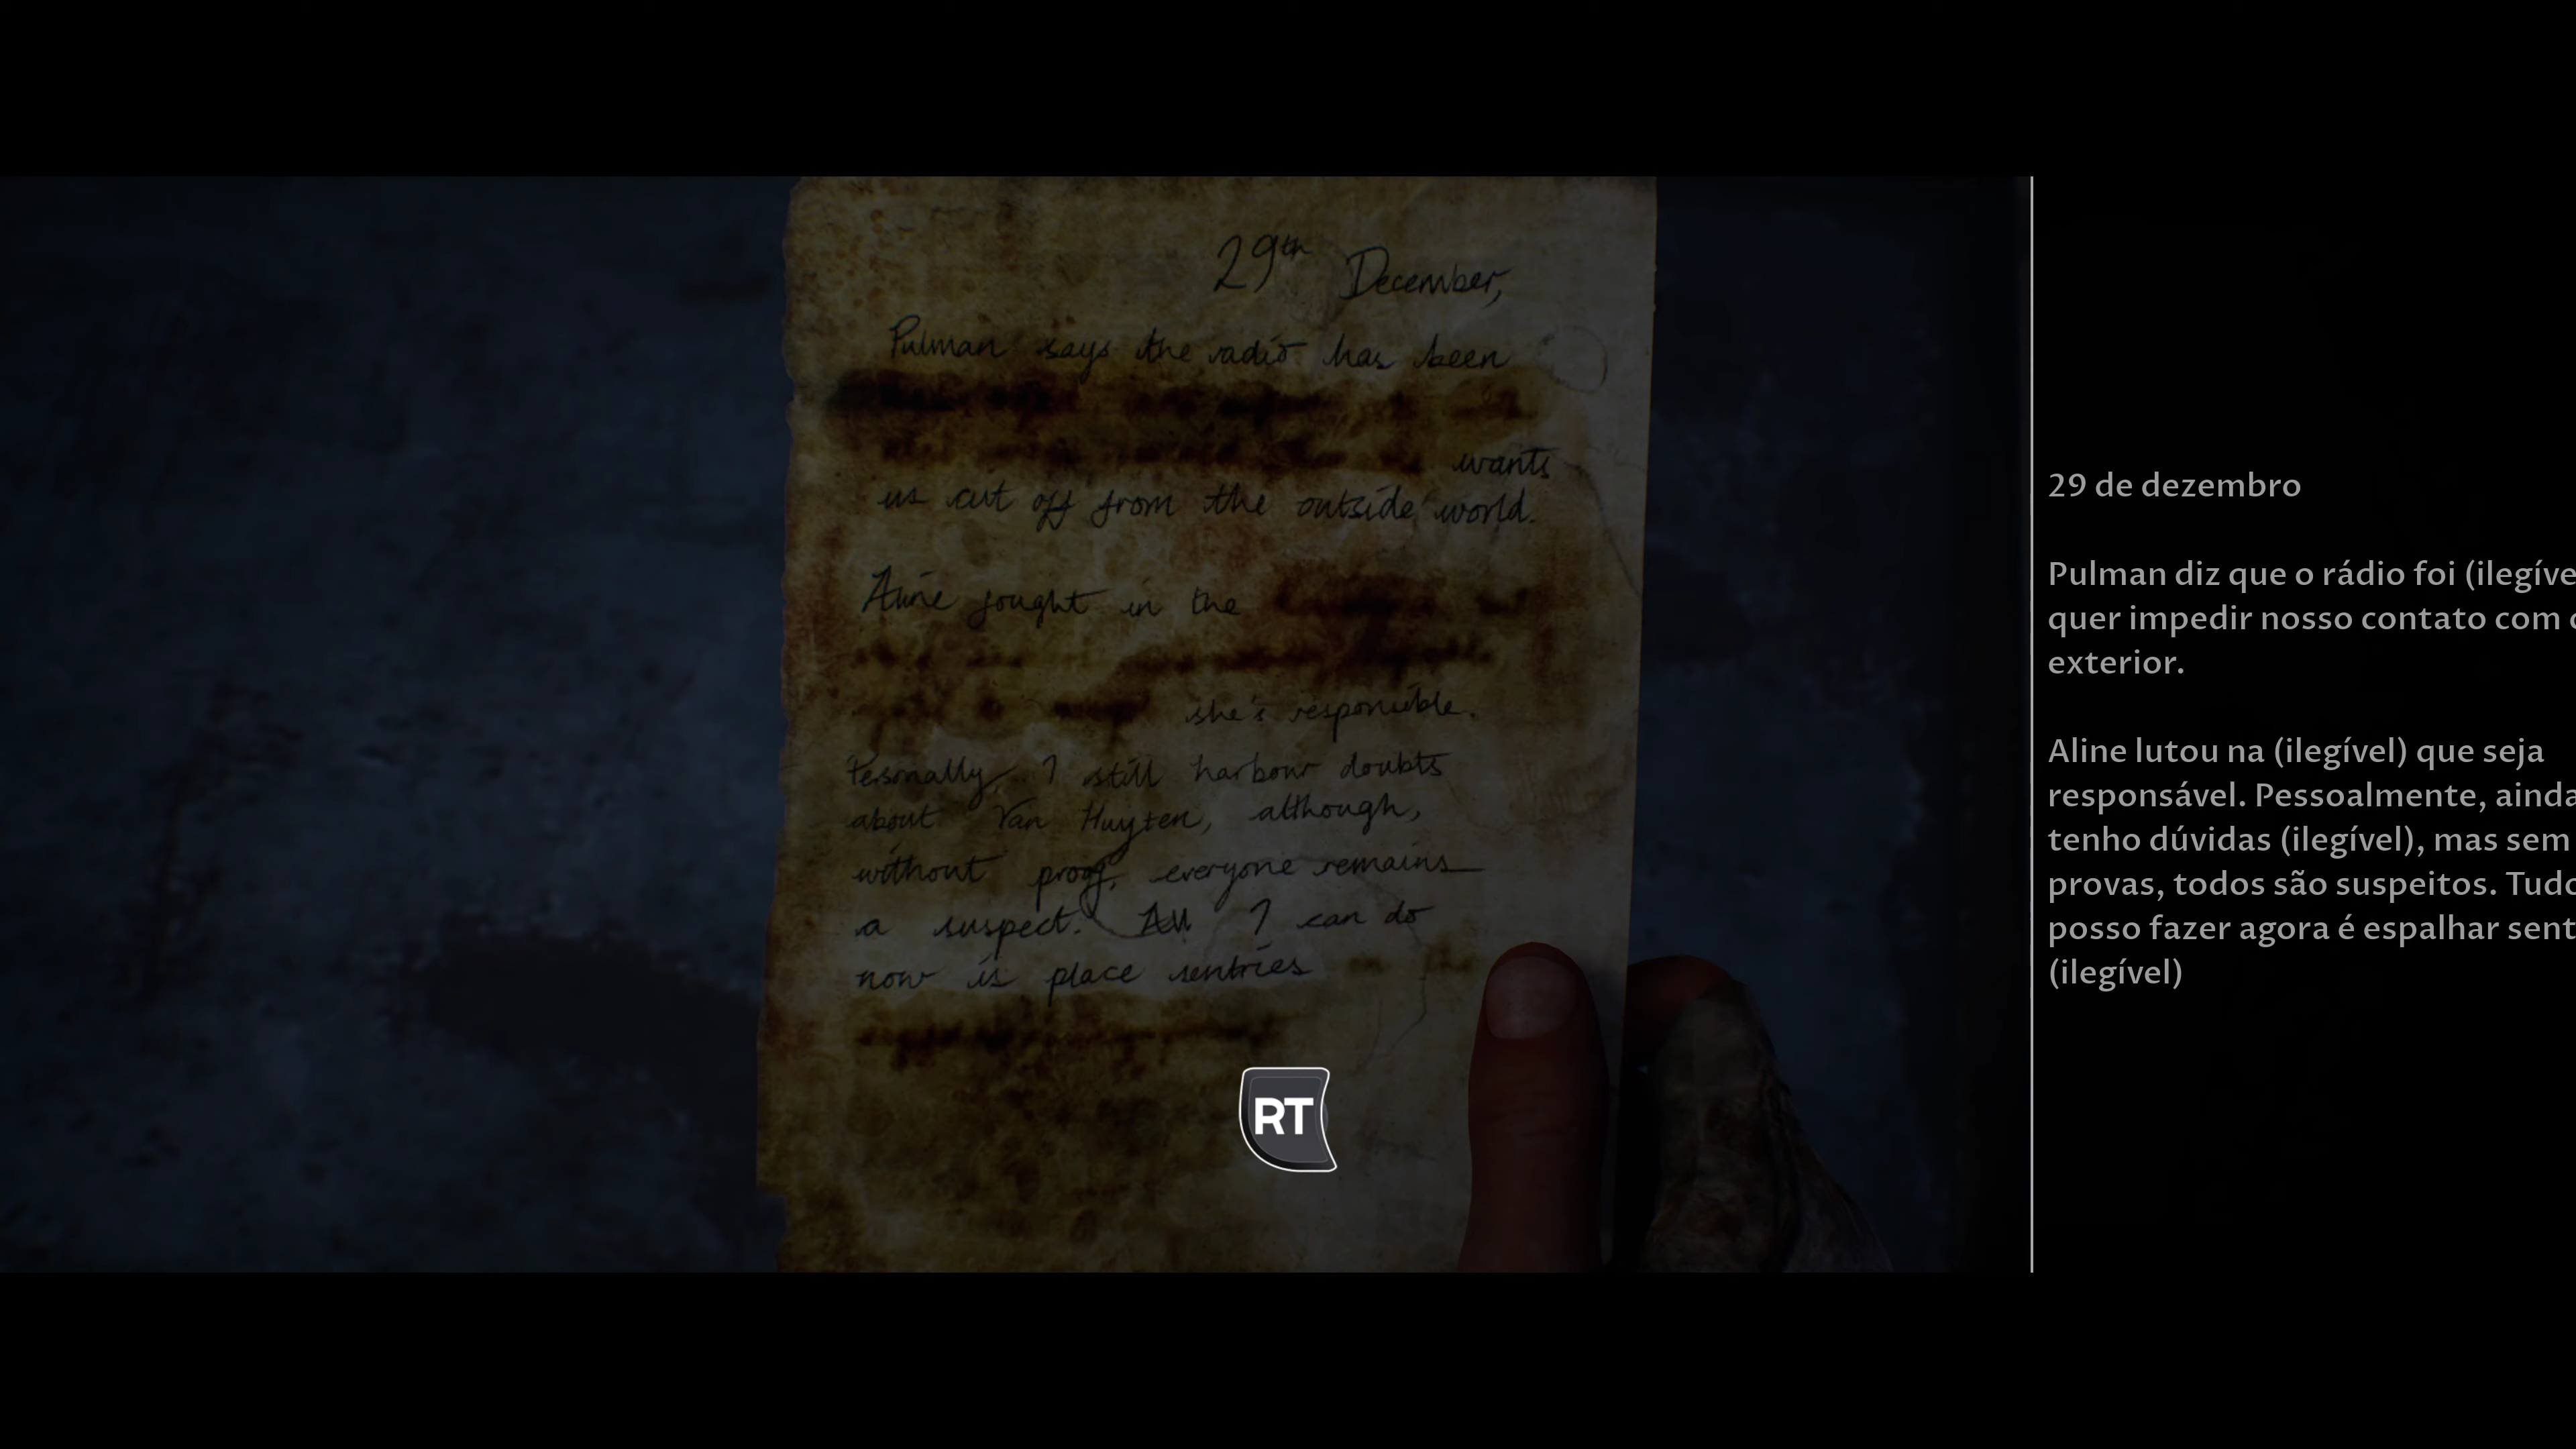 29th December,
Pulman says the radio has been
wants
us cut off from the outside world.
Aline fought in the
she's responsible.
Personally, I still harbour doubts
about Van Huyten, although,
without proof, everyone remains
a suspect. All I can do
now is place sentries
RT
29 de dezembro
Pulman diz que o rádio foi (ilegíve
quer impedir nosso contato com
exterior.
Aline lutou na (ilegível) que seja
responsável. Pessoalmente, ainda
tenho dúvidas (ilegível), mas sem
provas, todos são suspeitos. Tudo
posso fazer agora é espalhar sent
(ilegível)